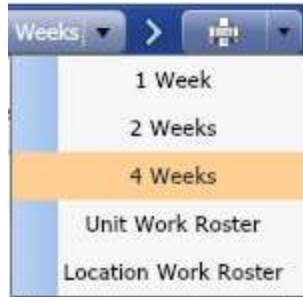 Weeks
1 Week
2 Weeks
4 Weeks
Unit Work Roster
Location Work Roster